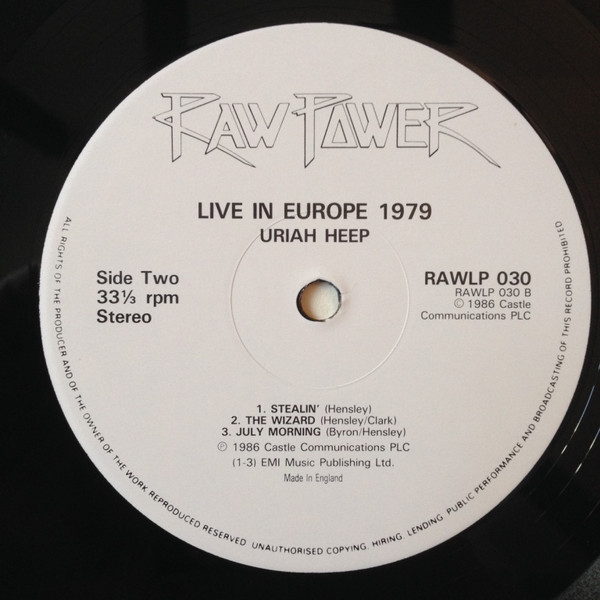 RAW POWER
LIVE IN EUROPE 1979
URIAH HEEP
Side Two
33⅓ rpm
Stereo
RAWLP 030
RAWLP 030 B
© 1986 Castle
Communications PLC
1. STEALIN' (Hensley)
2. THE WIZARD (Hensley/Clark)
3. JULY MORNING (Byron/Hensley)
℗ 1986 Castle Communications PLC
(1-3) EMI Music Publishing Ltd.
Made In England
ALL RIGHTS OF THE PRODUCER AND OF THE OWNER OF THE WORK REPRODUCED RESERVED. UNAUTHORISED COPYING, HIRING, LENDING, PUBLIC PERFORMANCE AND BROADCASTING OF THIS RECORD PROHIBITED